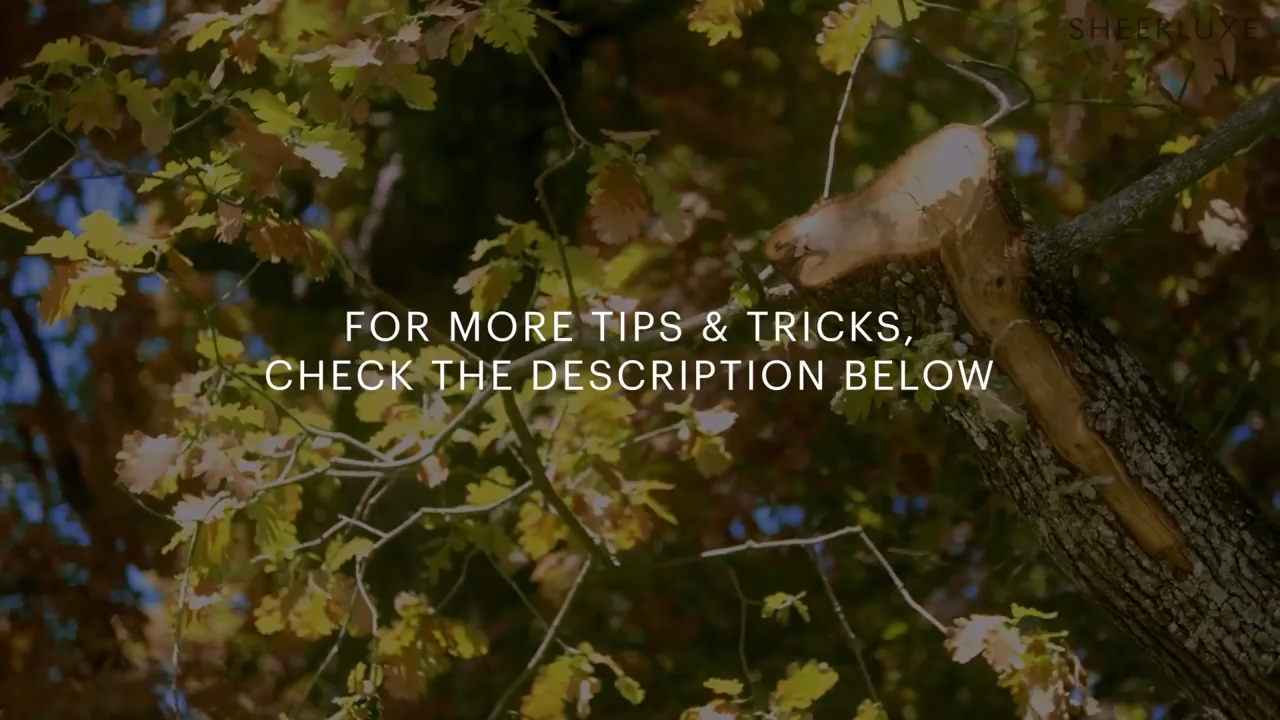 SHEERLUXE
FOR MORE TIPS & TRICKS,
CHECK THE DESCRIPTION BELOW